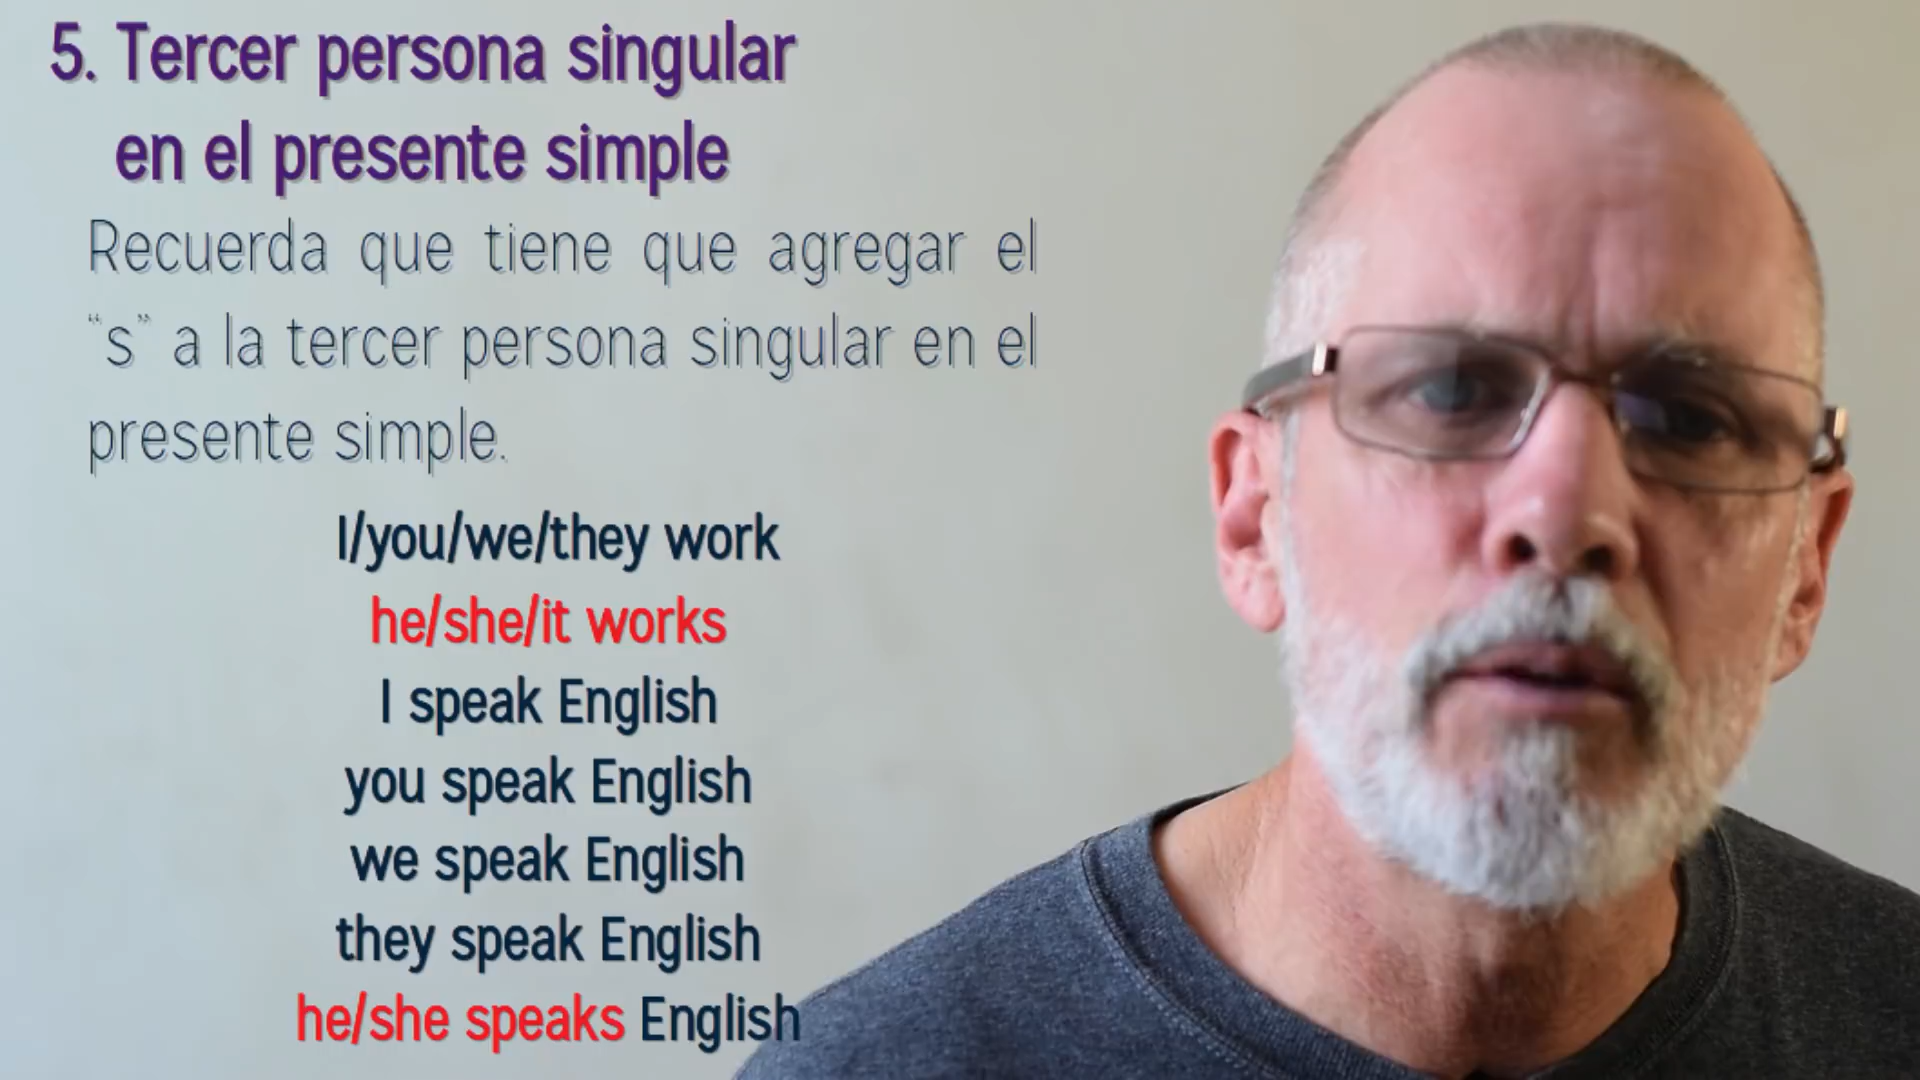 5. Tercer persona singular
en el presente simple
Recuerda que tiene que agregar el
“s” a la tercer persona singular en el
presente simple.
I/you/we/they work
he/she/it works
I speak English
you speak English
we speak English
they speak English
he/she speaks English